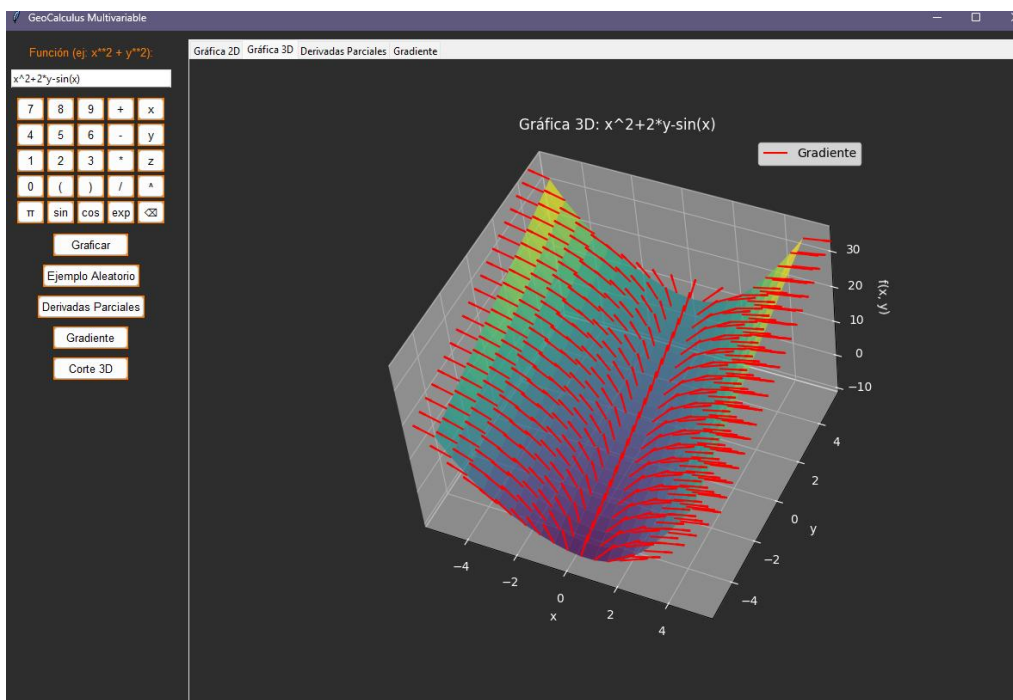 GeoCalculus Multivariable
Función (ej: x**2 + y**2):
x^2+2*y-sin(x)
7 8 9 + x
4 5 6 - y
1 2 3 * z
0 ( ) / ^
π sin cos exp ⌫
Graficar
Ejemplo Aleatorio
Derivadas Parciales
Gradiente
Corte 3D
Gráfica 2D Gráfica 3D Derivadas Parciales Gradiente
Gráfica 3D: x^2+2*y-sin(x)
Gradiente
30
20
10
0
−10
f(x, y)
4
2
0
−2
−4
y
−4
−2
0
2
4
x